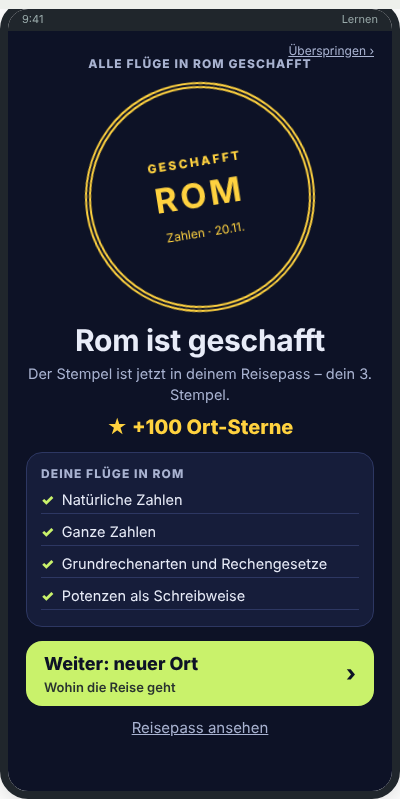 9:41
Lernen
Überspringen ›
ALLE FLÜGE IN ROM GESCHAFFT
GESCHAFFT
ROM
Zahlen · 20.11.
Rom ist geschafft
Der Stempel ist jetzt in deinem Reisepass – dein 3.
Stempel.
★ +100 Ort-Sterne
DEINE FLÜGE IN ROM
✓ Natürliche Zahlen
✓ Ganze Zahlen
✓ Grundrechenarten und Rechengesetze
✓ Potenzen als Schreibweise
Weiter: neuer Ort
Wohin die Reise geht
›
Reisepass ansehen